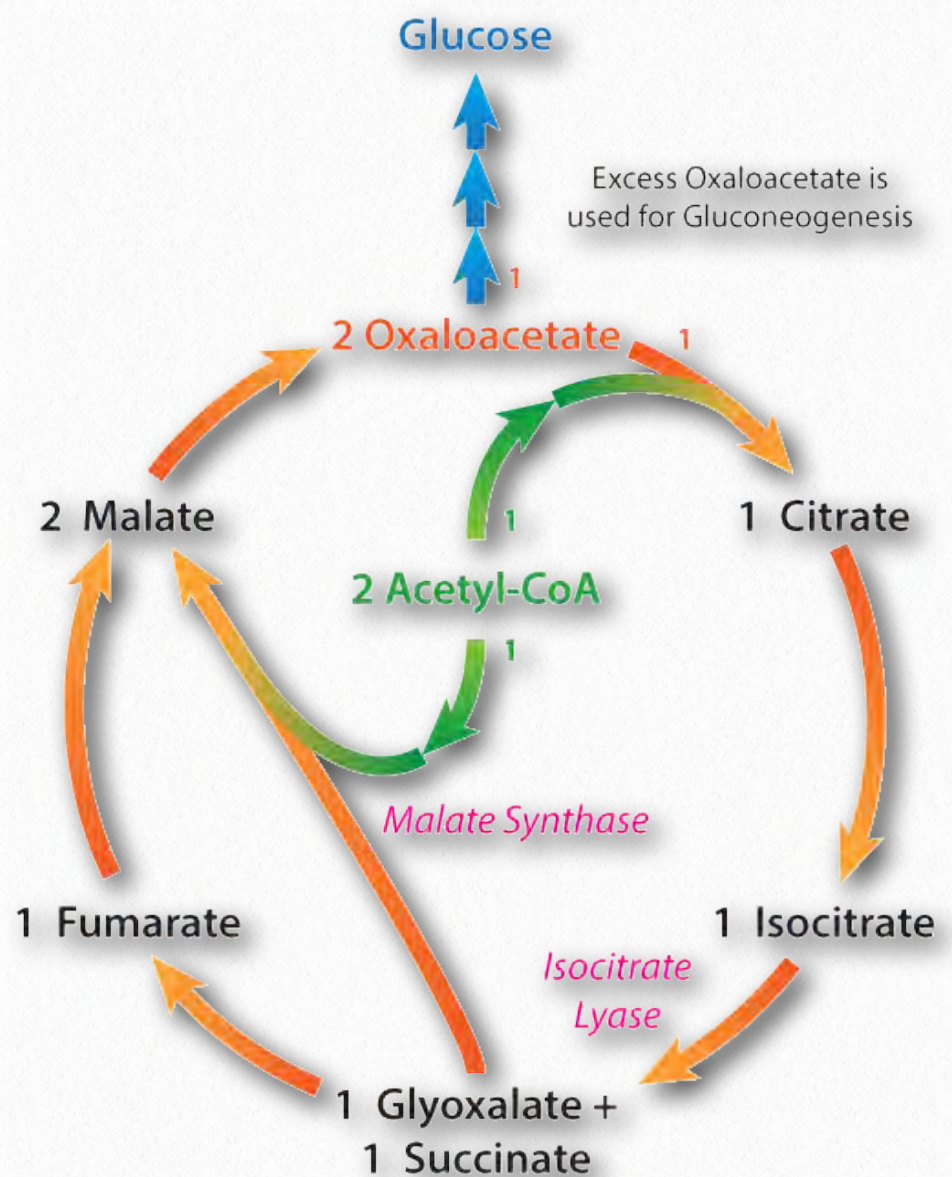 Glucose
Excess Oxaloacetate is
used for Gluconeogenesis
1
2 Oxaloacetate
1
2 Malate
1 Citrate
1
2 Acetyl-CoA
1
Malate Synthase
1 Fumarate
1 Isocitrate
Isocitrate
Lyase
1 Glyoxalate +
1 Succinate